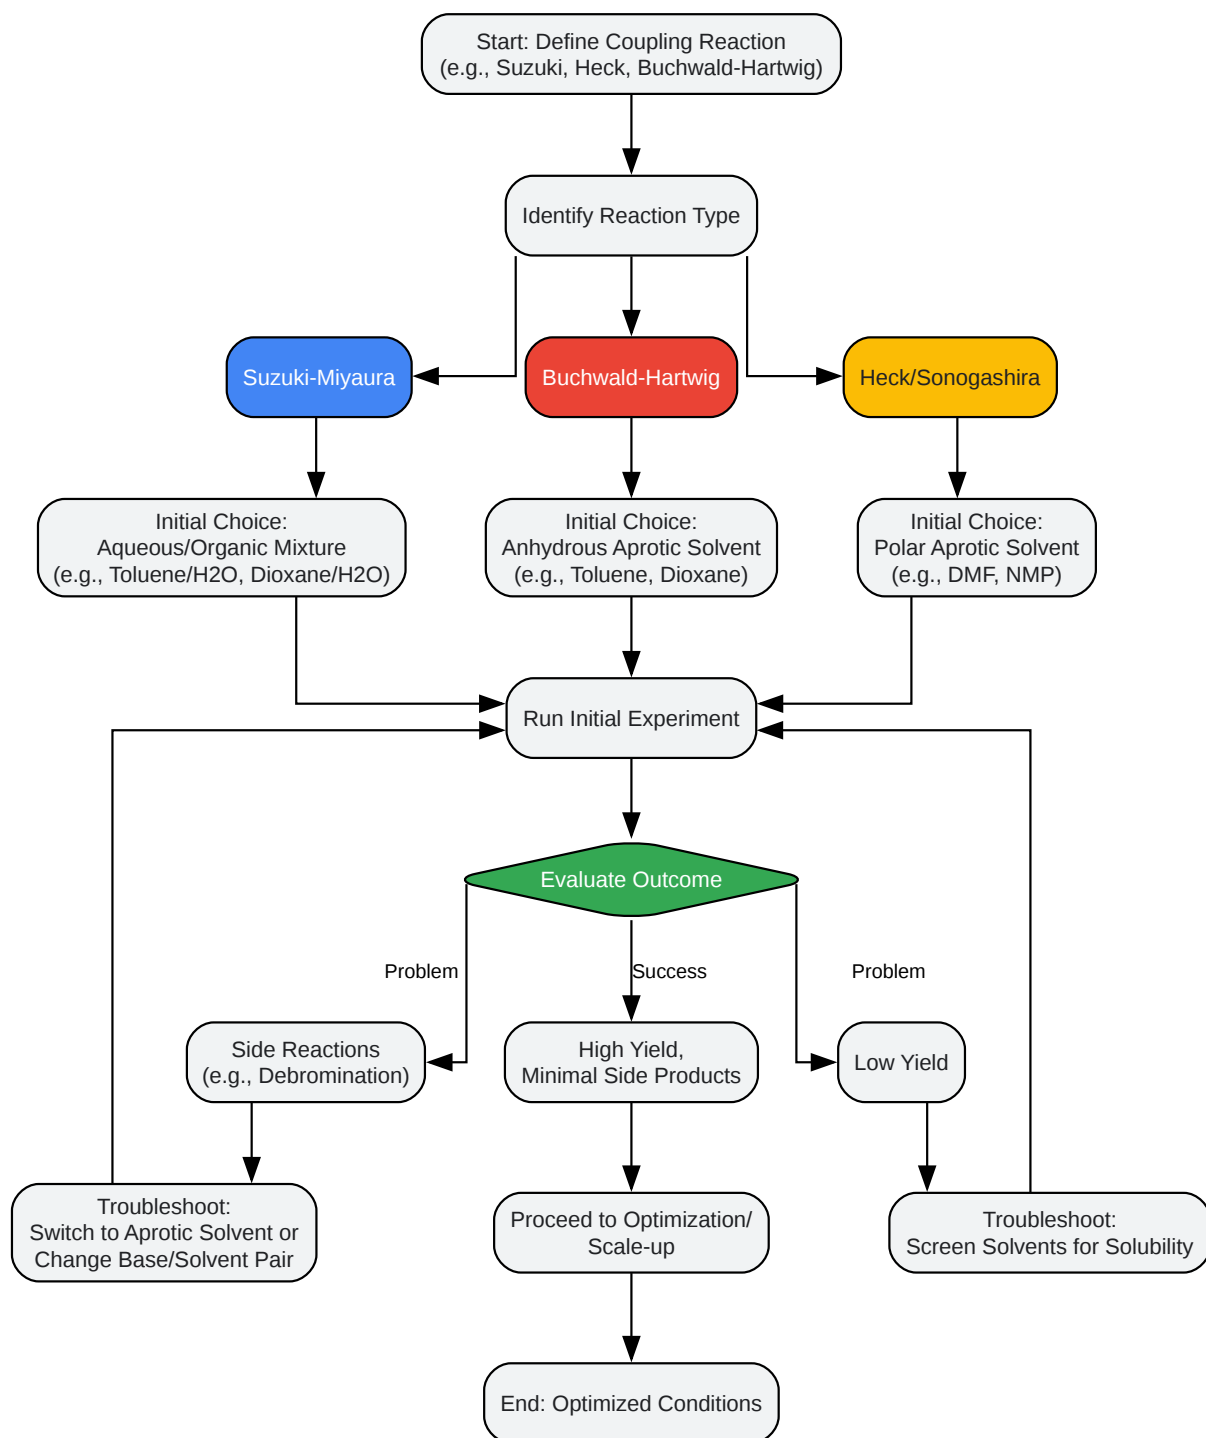 Start: Define Coupling Reaction
(e.g., Suzuki, Heck, Buchwald-Hartwig)
Identify Reaction Type
Suzuki-Miyaura
Buchwald-Hartwig
Heck/Sonogashira
Initial Choice:
Aqueous/Organic Mixture
(e.g., Toluene/H2O, Dioxane/H2O)
Initial Choice:
Anhydrous Aprotic Solvent
(e.g., Toluene, Dioxane)
Initial Choice:
Polar Aprotic Solvent
(e.g., DMF, NMP)
Run Initial Experiment
Evaluate Outcome
Problem
Success
Problem
Side Reactions
(e.g., Debromination)
High Yield,
Minimal Side Products
Low Yield
Troubleshoot:
Switch to Aprotic Solvent or
Change Base/Solvent Pair
Proceed to Optimization/
Scale-up
Troubleshoot:
Screen Solvents for Solubility
End: Optimized Conditions